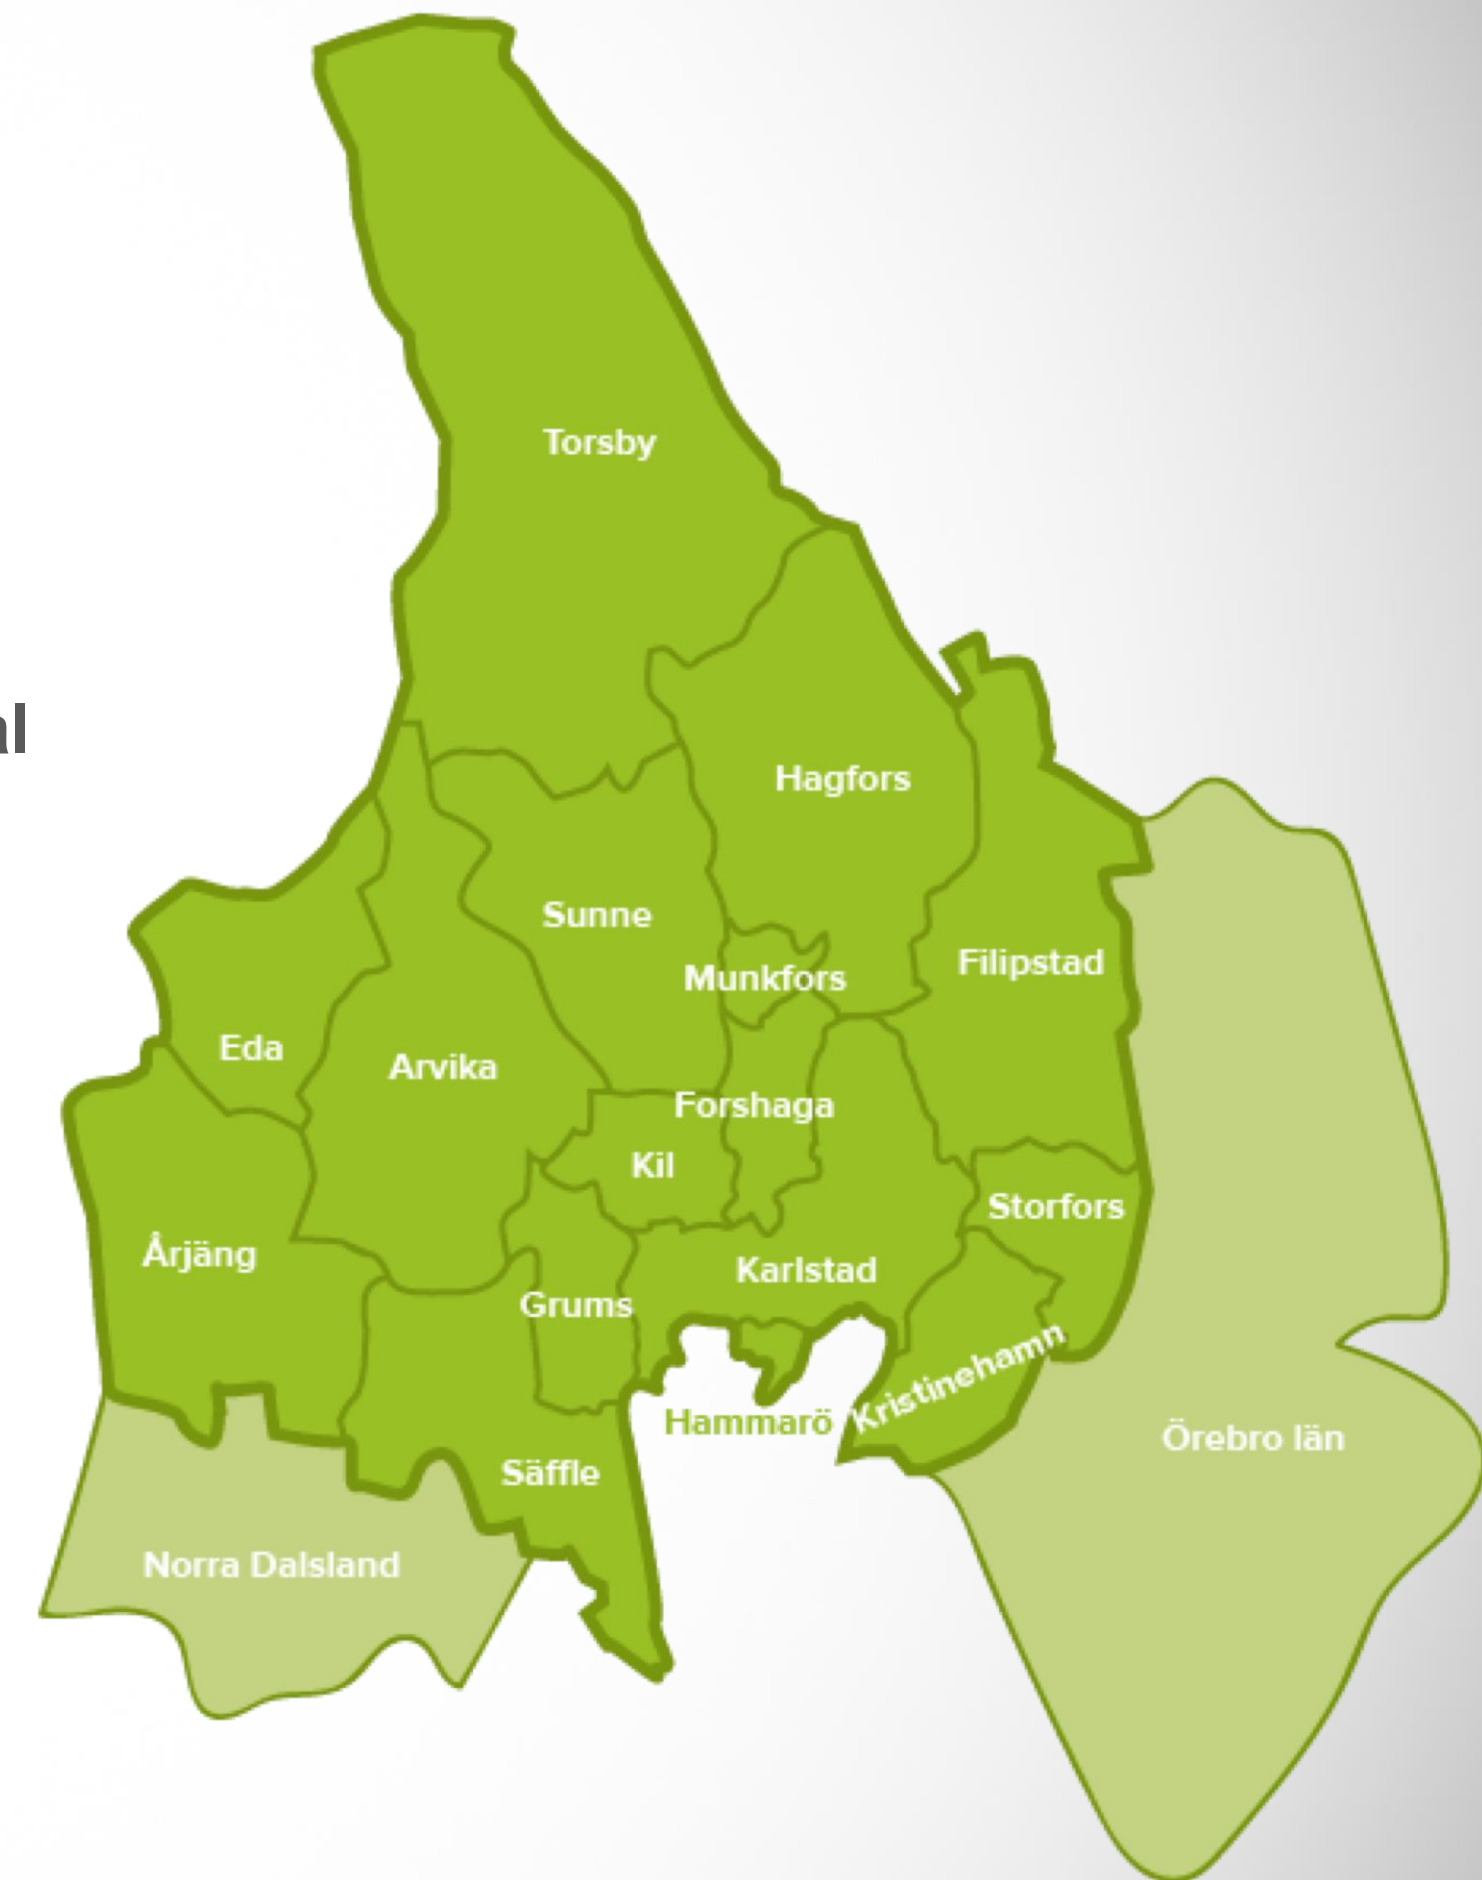 Torsby
al
Hagfors
Sunne
Filipstad
Munkfors
Eda
Arvika
Forshaga
Kil
Storfors
Årjäng
Karlstad
Grums
Kristinehamn
Hammarö
Örebro län
Säffle
Norra Dalsland